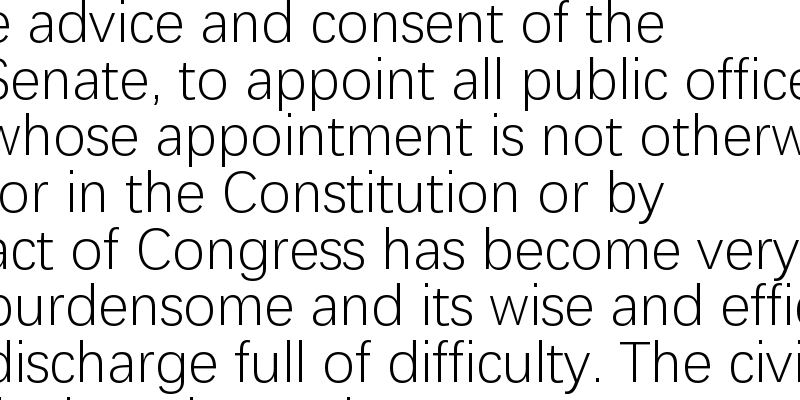 e advice and consent of the
Senate, to appoint all public office
whose appointment is not otherw
or in the Constitution or by
act of Congress has become very
burdensome and its wise and effic
discharge full of difficulty. The civi